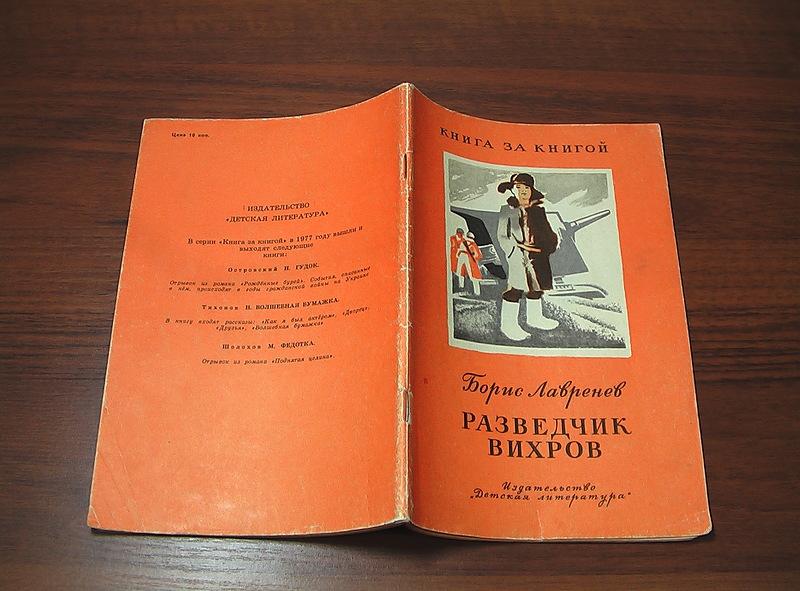 Цена 10 коп.
ИЗДАТЕЛЬСТВО
«ДЕТСКАЯ ЛИТЕРАТУРА»
В серии «Книга за книгой» в 1977 году вышли и
выходят следующие
книги:
Островский Н. ГУДОК.
Отрывок из романа «Рождённые бурей». События, описанные
в нём, происходят в годы гражданской войны на Украине
Тихонов Н. ВОЛШЕБНАЯ БУМАЖКА.
В книгу входят рассказы: «Как я был актёром», «Дворец»,
«Друзья», «Волшебная бумажка»
Шолохов М. ФЕДОТКА.
Отрывок из романа «Поднятая целина».
КНИГА ЗА КНИГОЙ
Борис Лавренев
РАЗВЕДЧИК
ВИХРОВ
Издательство
„Детская литература"